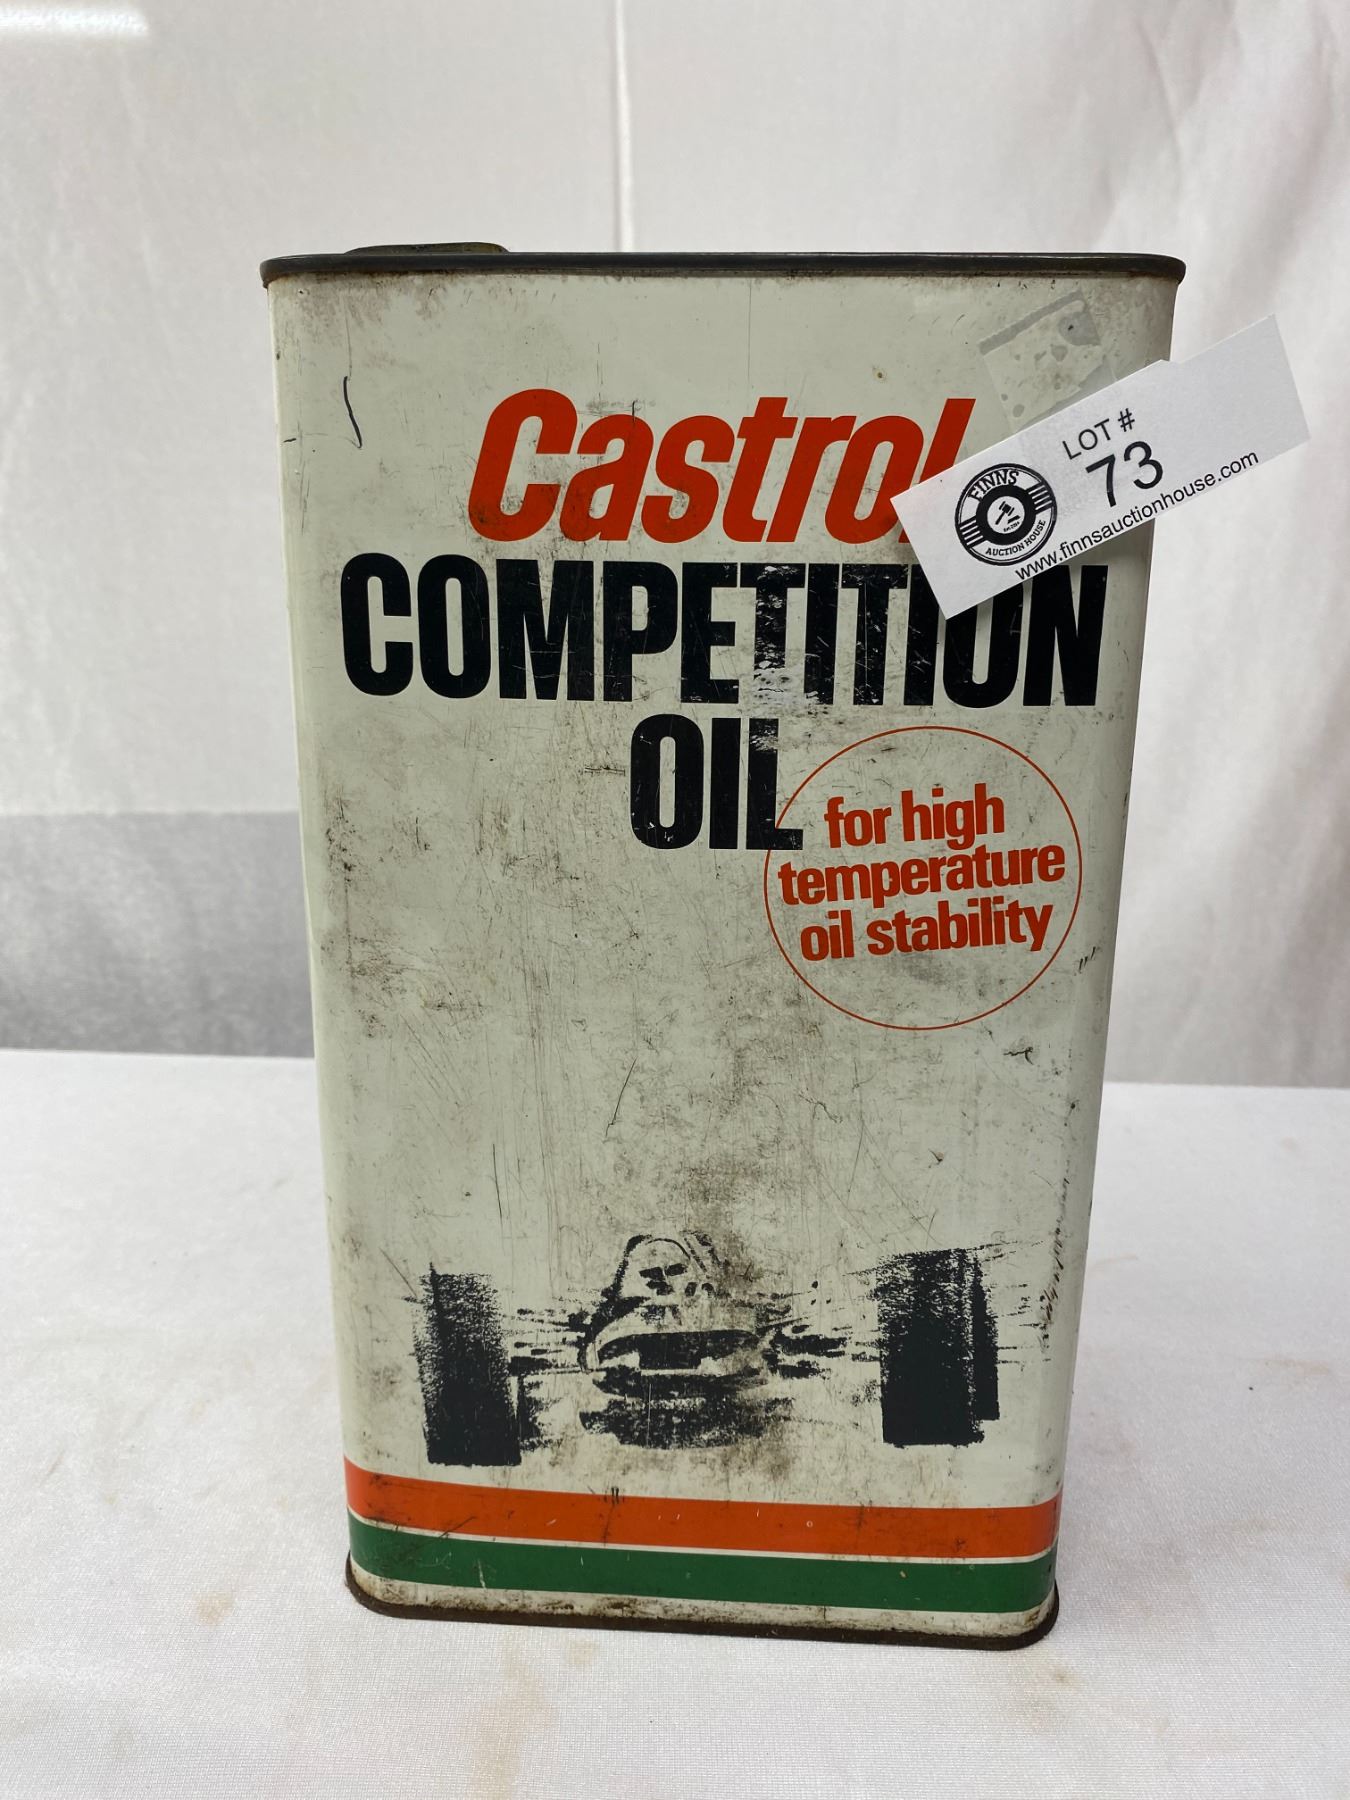 Castrol
COMPETITION
OIL
for high
temperature
oil stability
LOT #
73
FINNS
AUCTION HOUSE
www.finnsauctionhouse.com